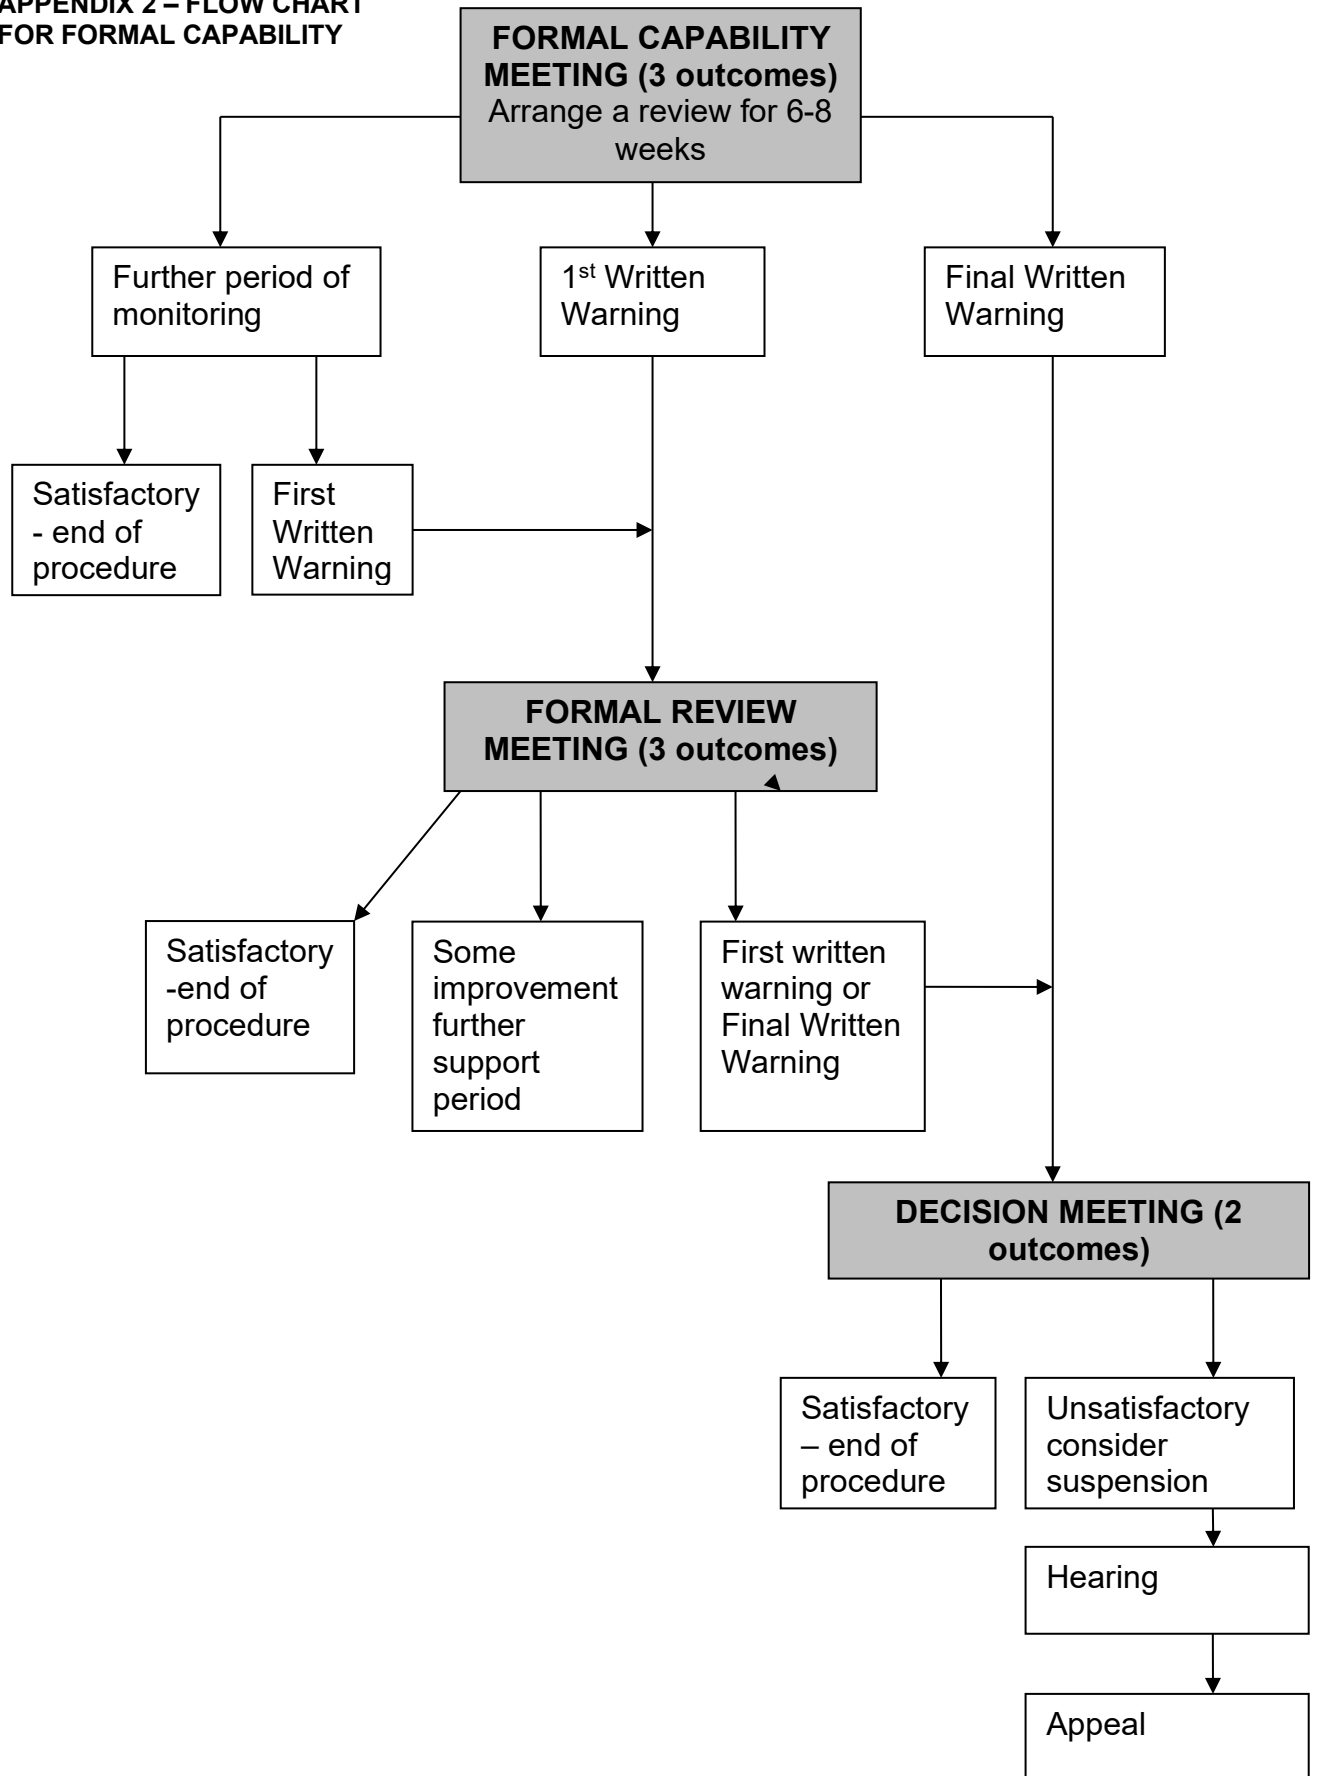 APPENDIX 2 – FLOW CHART
FOR FORMAL CAPABILITY
FORMAL CAPABILITY
MEETING (3 outcomes)
Arrange a review for 6-8
weeks
Further period of
monitoring
1st Written
Warning
Final Written
Warning
Satisfactory
- end of
procedure
First
Written
Warning
FORMAL REVIEW
MEETING (3 outcomes)
Satisfactory
-end of
procedure
Some
improvement
further
support
period
First written
warning or
Final Written
Warning
DECISION MEETING (2
outcomes)
Satisfactory
– end of
procedure
Unsatisfactory
consider
suspension
Hearing
Appeal